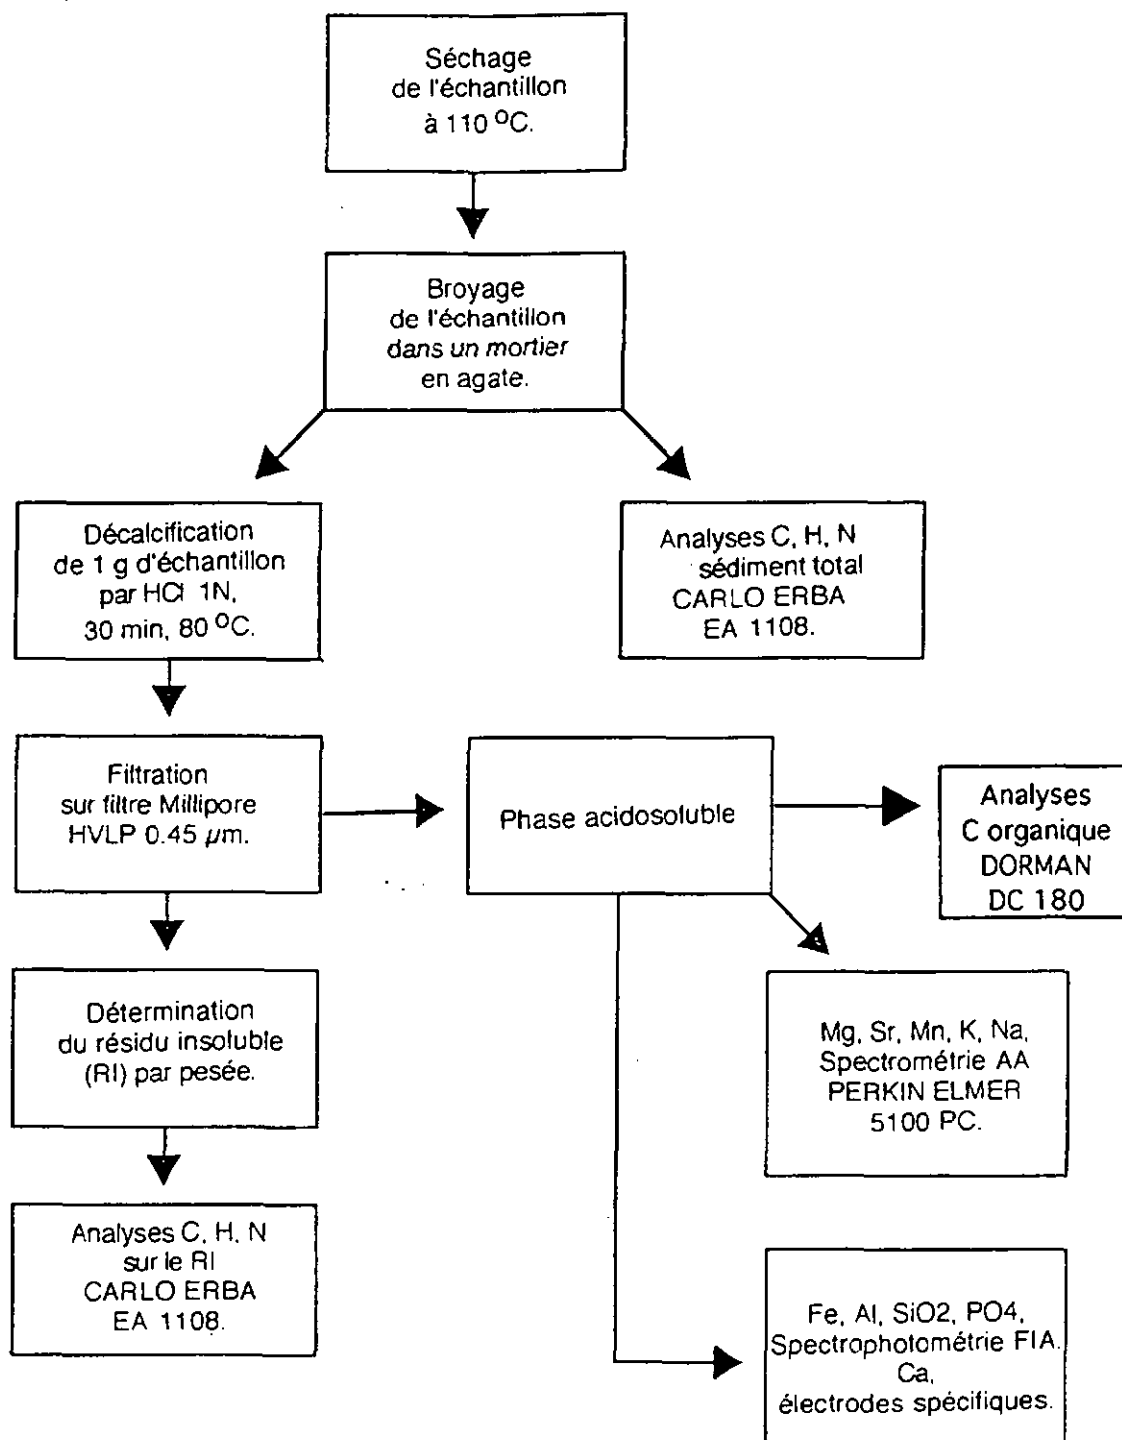 Séchage
de l'échantillon
à 110 °C.
Broyage
de l'échantillon
dans un mortier
en agate.
Décalcification
de 1 g d'échantillon
par HCl 1N,
30 min, 80 °C.
Analyses C, H, N
sédiment total
CARLO ERBA
EA 1108.
Filtration
sur filtre Millipore
HVLP 0.45 µm.
Phase acidosoluble
Analyses
C organique
DORMAN
DC 180
Détermination
du résidu insoluble
(RI) par pesée.
Mg, Sr, Mn, K, Na,
Spectrométrie AA
PERKIN ELMER
5100 PC.
Analyses C, H, N
sur le RI
CARLO ERBA
EA 1108.
Fe, Al, SiO2, PO4,
Spectrophotométrie FIA.
Ca,
électrodes spécifiques.